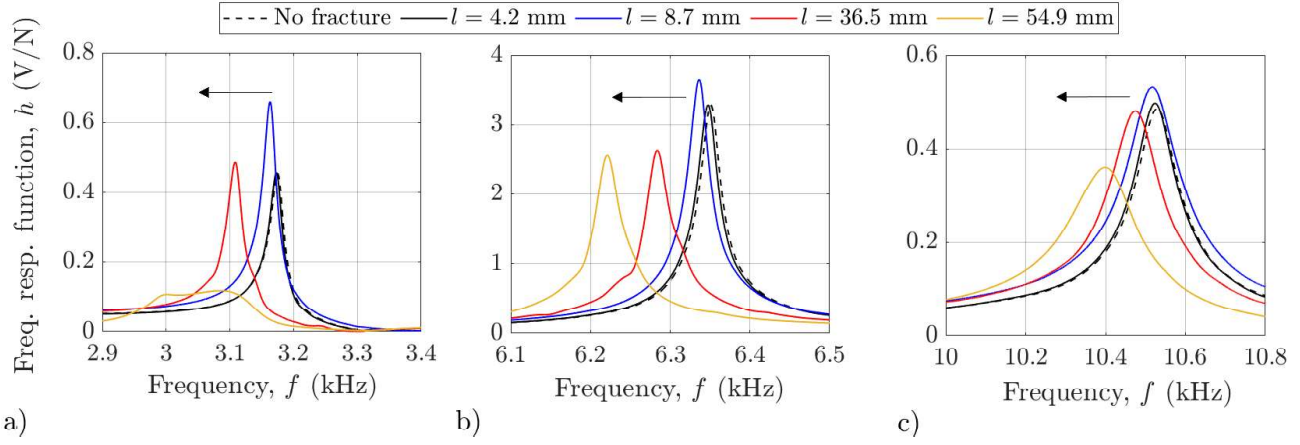 No fracture l = 4.2 mm l = 8.7 mm l = 36.5 mm l = 54.9 mm
Freq. resp. function, h (V/N)
0.8
0.6
0.4
0.2
0
2.9 3 3.1 3.2 3.3 3.4
Frequency, f (kHz)
a)
4
3
2
1
0
6.1 6.2 6.3 6.4 6.5
Frequency, f (kHz)
b)
0.6
0.4
0.2
0
10 10.2 10.4 10.6 10.8
Frequency, f (kHz)
c)